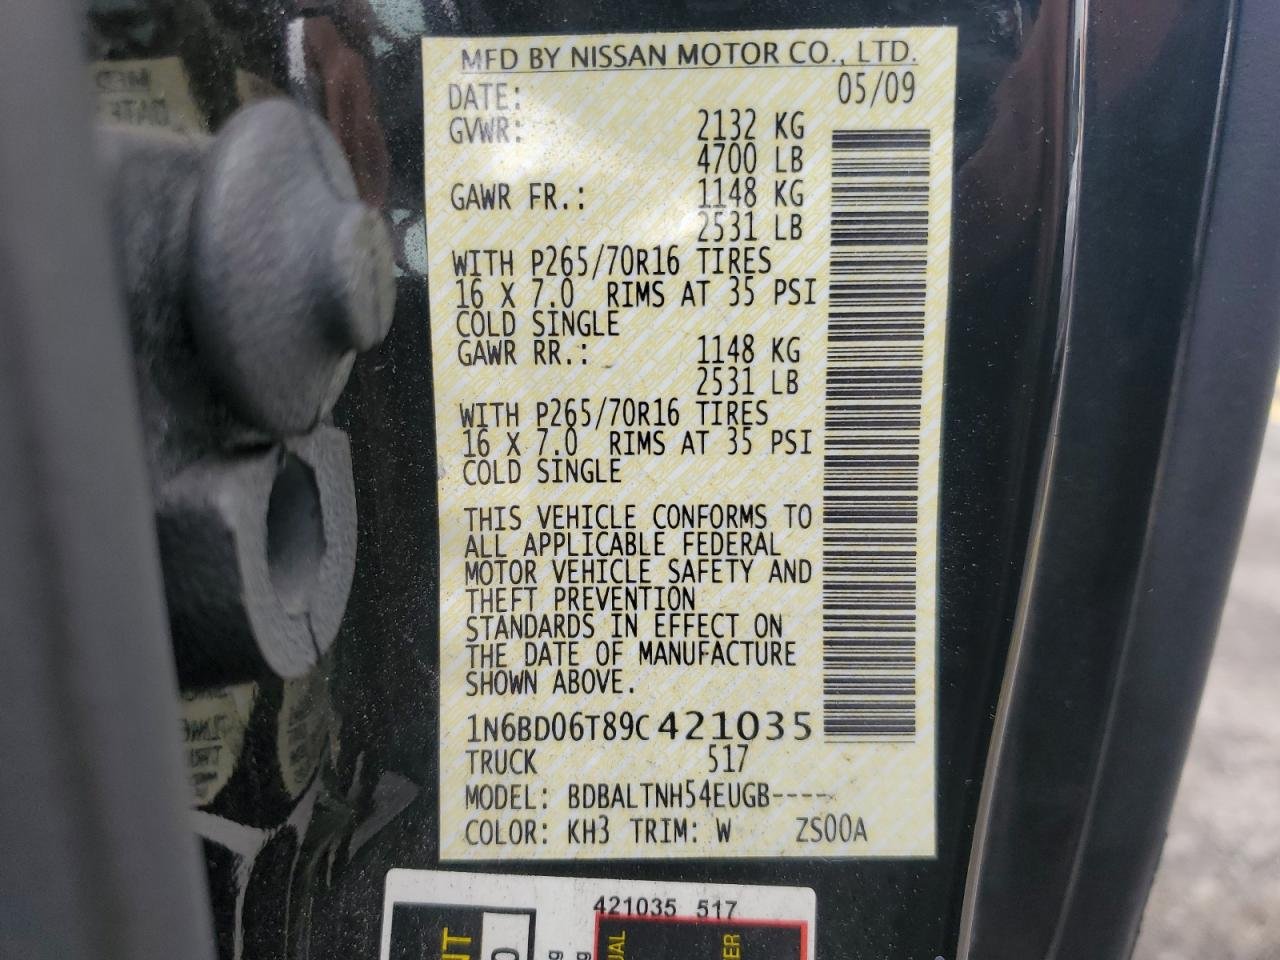 MFD BY NISSAN MOTOR CO., LTD.
DATE: 05/09
GVWR: 2132 KG
4700 LB
GAWR FR.: 1148 KG
2531 LB
WITH P265/70R16 TIRES
16 X 7.0 RIMS AT 35 PSI
COLD SINGLE
GAWR RR.: 1148 KG
2531 LB
WITH P265/70R16 TIRES
16 X 7.0 RIMS AT 35 PSI
COLD SINGLE
THIS VEHICLE CONFORMS TO
ALL APPLICABLE FEDERAL
MOTOR VEHICLE SAFETY AND
THEFT PREVENTION
STANDARDS IN EFFECT ON
THE DATE OF MANUFACTURE
SHOWN ABOVE.
1N6BD06T89C421035
TRUCK 517
MODEL: BDBALTNH54EUGB----
COLOR: KH3 TRIM: W ZS00A
421035 517